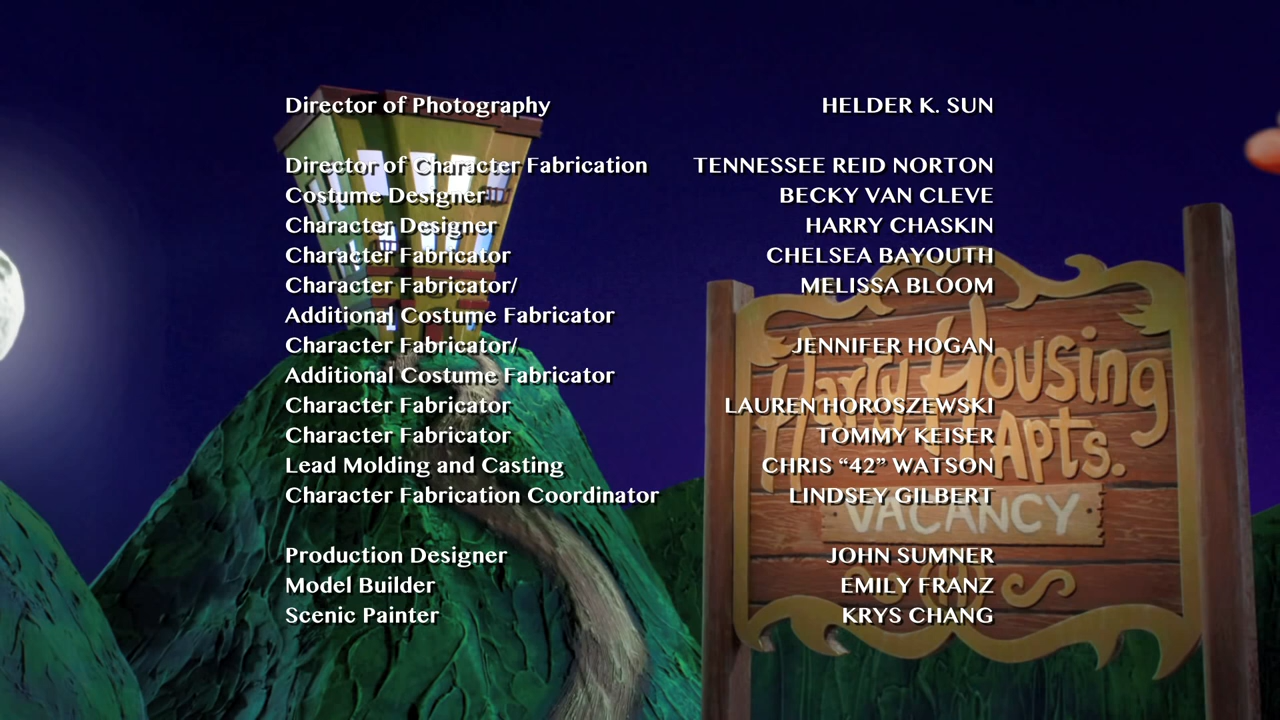 Director of Photography HELDER K. SUN
Director of Character Fabrication TENNESSEE REID NORTON
Costume Designer BECKY VAN CLEVE
Character Designer HARRY CHASKIN
Character Fabricator CHELSEA BAYOUTH
Character Fabricator/ MELISSA BLOOM
Additional Costume Fabricator
Character Fabricator/ JENNIFER HOGAN
Additional Costume Fabricator
Character Fabricator LAUREN HOROSZEWSKI
Character Fabricator TOMMY KEISER
Lead Molding and Casting CHRIS “42” WATSON
Character Fabrication Coordinator LINDSEY GILBERT
Production Designer JOHN SUMNER
Model Builder EMILY FRANZ
Scenic Painter KRYS CHANG
Harry Housing
Apts.
VACANCY